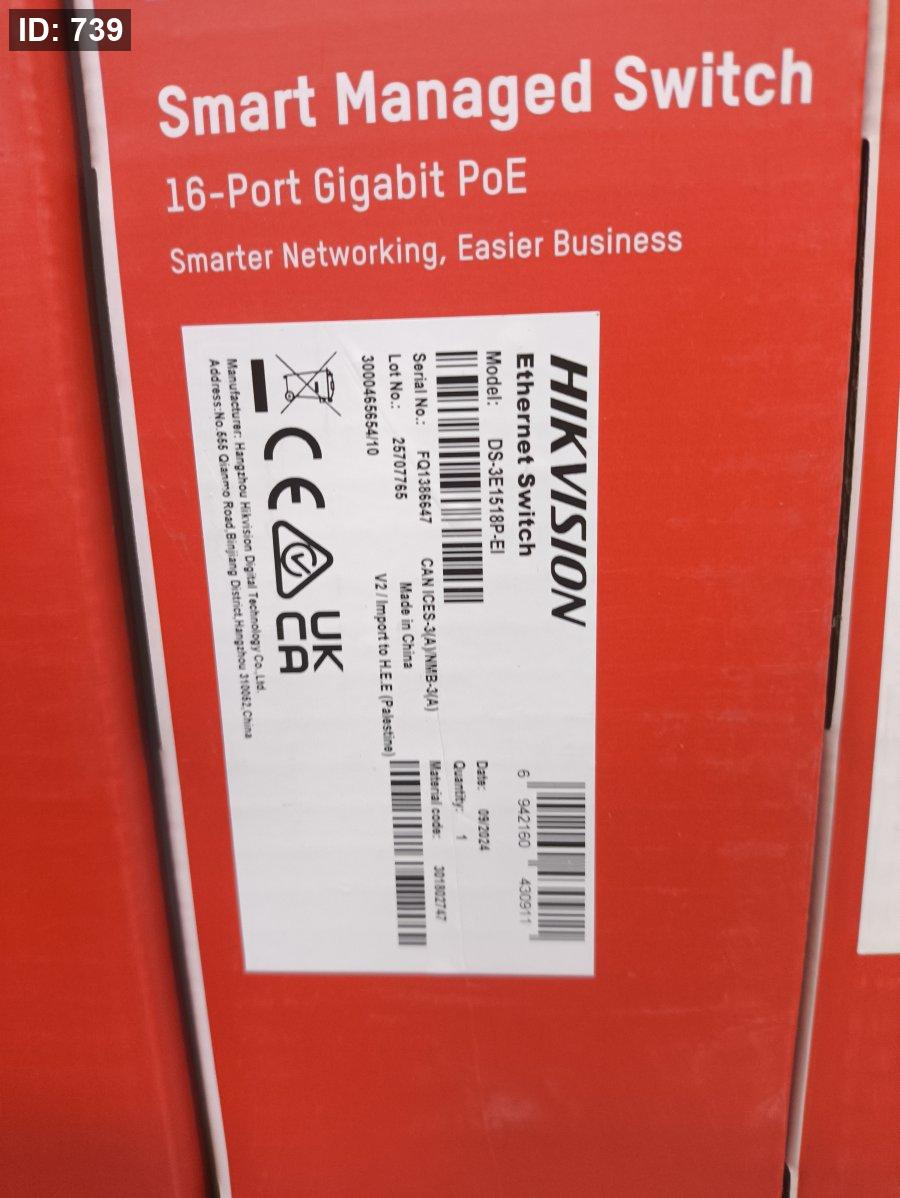 ID: 739
Smart Managed Switch
16-Port Gigabit PoE
Smarter Networking, Easier Business
HIKVISION
Ethernet Switch
Model: DS-3E1518P-EI
Serial No.: FQ1386647 CAN ICES-3(A)/NMB-3(A)
Lot No.: 25707765 Made in China
3000465654/10 V2 / Import to H.E.E (Palestine)
6 942160 430911
Date: 09/2024
Quantity: 1
Material code: 301802747
CE
UK
CA
Manufacturer: Hangzhou Hikvision Digital Technology Co.,Ltd.
Address:No.555 Qianmo Road,Binjiang District,Hangzhou 310052,China